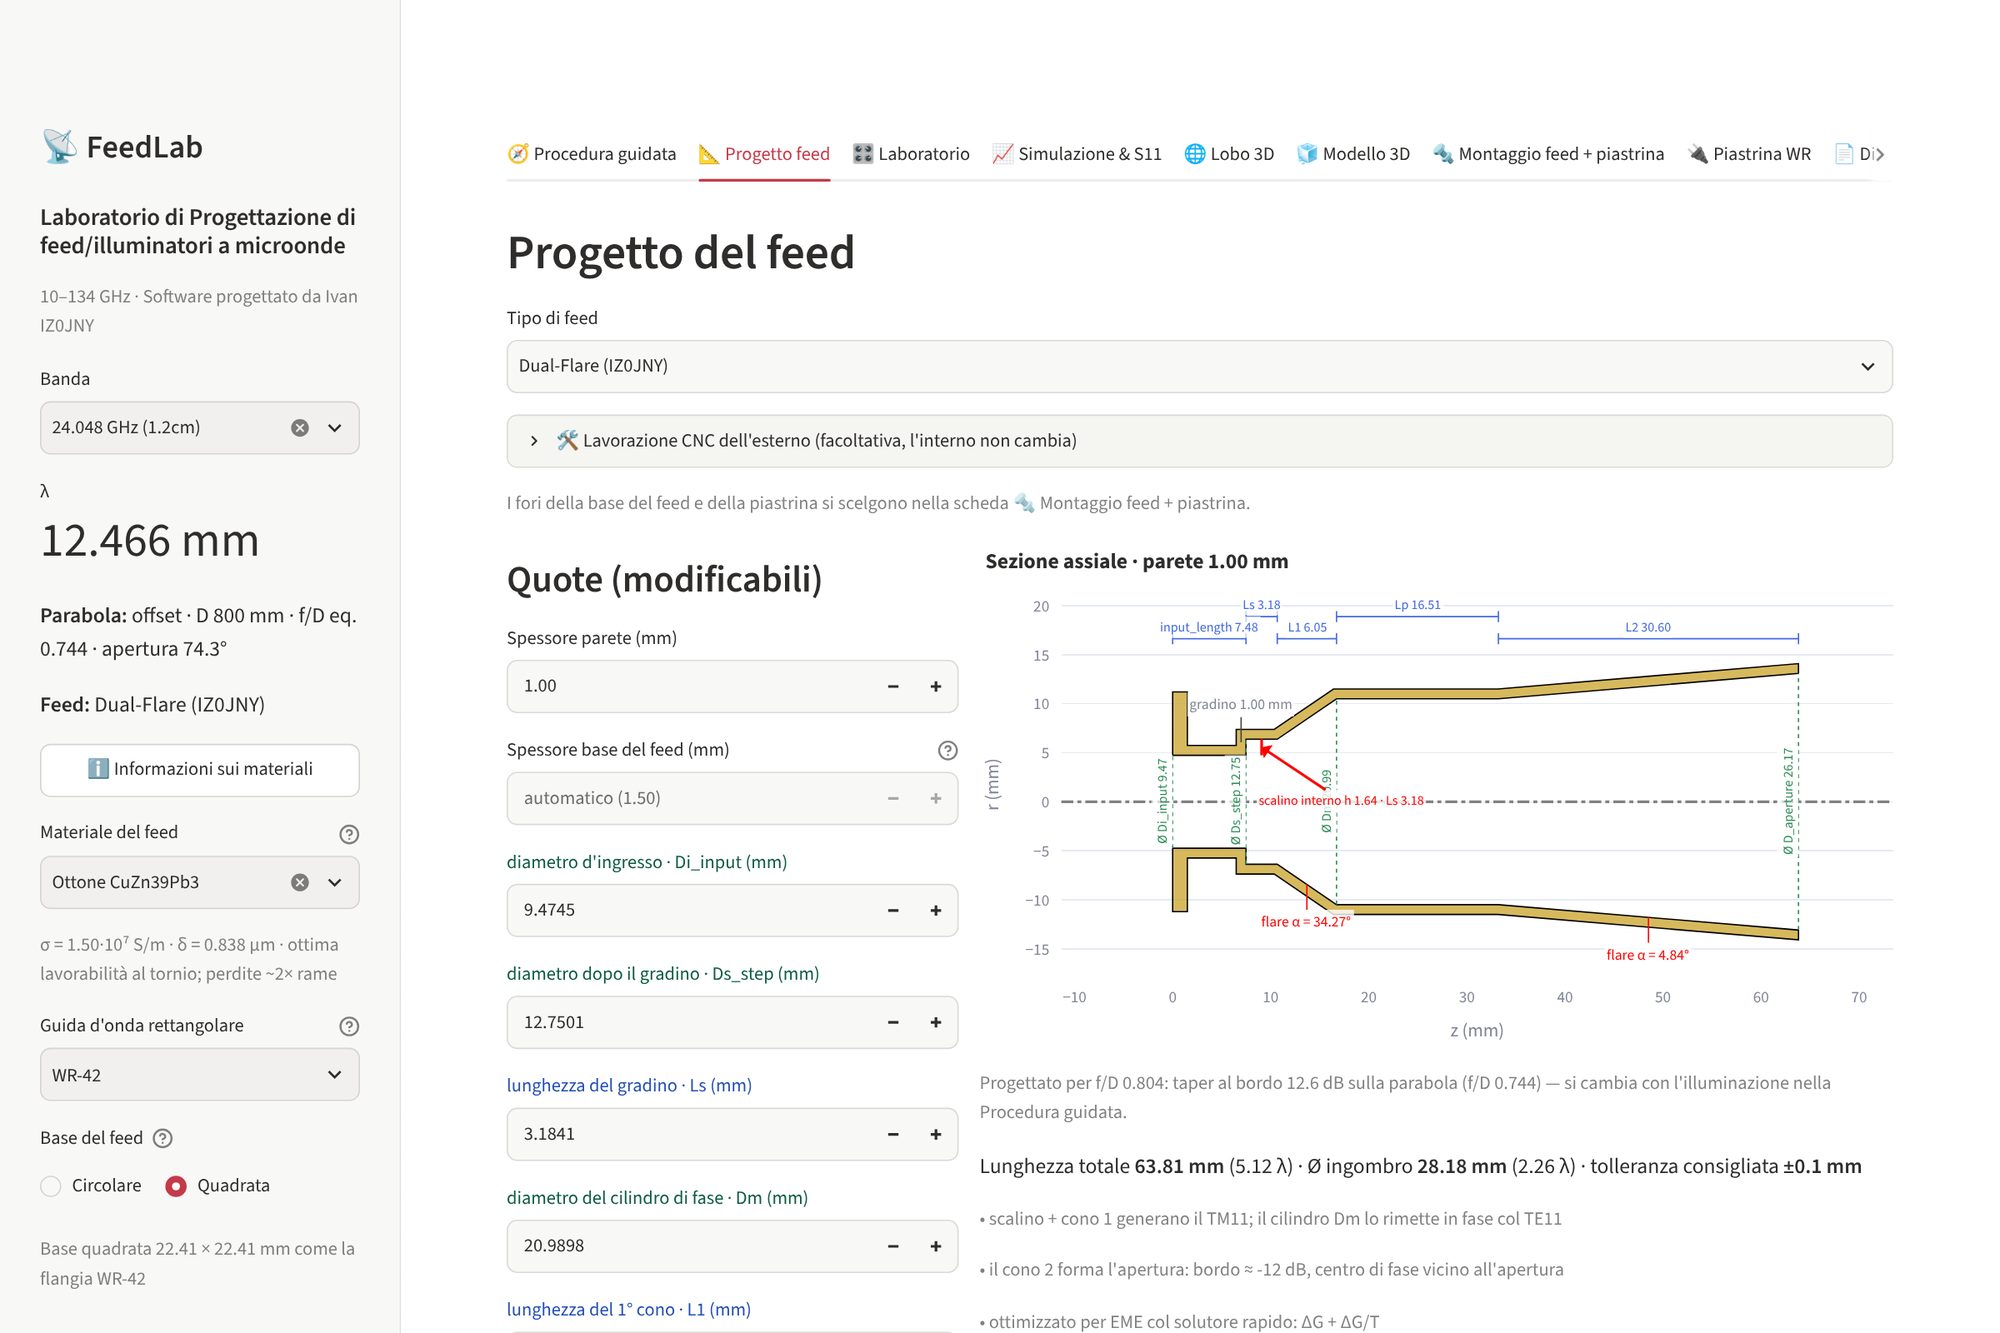 FeedLab
Laboratorio di Progettazione di
feed/illuminatori a microonde
10–134 GHz · Software progettato da Ivan
IZ0JNY
Banda
24.048 GHz (1.2cm)
λ
12.466 mm
Parabola: offset · D 800 mm · f/D eq.
0.744 · apertura 74.3°
Feed: Dual-Flare (IZ0JNY)
Informazioni sui materiali
Materiale del feed
Ottone CuZn39Pb3
σ = 1.50·10⁷ S/m · δ = 0.838 µm · ottima
lavorabilità al tornio; perdite ~2× rame
Guida d'onda rettangolare
WR-42
Base del feed
Circolare Quadrata
Base quadrata 22.41 × 22.41 mm come la
flangia WR-42
Procedura guidata Progetto feed Laboratorio Simulazione & S11 Lobo 3D Modello 3D Montaggio feed + piastrina Piastrina WR
Progetto del feed
Tipo di feed
Dual-Flare (IZ0JNY)
Lavorazione CNC dell'esterno (facoltativa, l'interno non cambia)
I fori della base del feed e della piastrina si scelgono nella scheda Montaggio feed + piastrina.
Quote (modificabili)
Spessore parete (mm)
1.00
Spessore base del feed (mm)
automatico (1.50)
diametro d'ingresso · Di_input (mm)
9.4745
diametro dopo il gradino · Ds_step (mm)
12.7501
lunghezza del gradino · Ls (mm)
3.1841
diametro del cilindro di fase · Dm (mm)
20.9898
lunghezza del 1° cono · L1 (mm)
Sezione assiale · parete 1.00 mm
Ls 3.18 Lp 16.51
input_length 7.48 L1 6.05 L2 30.60
gradino 1.00 mm
Ø Di_input 9.47
Ø Ds_step 12.75
scalino interno h 1.64 · Ls 3.18
Ø D_aperture 26.17
flare α = 34.27°
flare α = 4.84°
20
15
10
5
0
−5
−10
−15
r (mm)
−10 0 10 20 30 40 50 60 70
z (mm)
Progettato per f/D 0.804: taper al bordo 12.6 dB sulla parabola (f/D 0.744) — si cambia con l'illuminazione nella
Procedura guidata.
Lunghezza totale 63.81 mm (5.12 λ) · Ø ingombro 28.18 mm (2.26 λ) · tolleranza consigliata ±0.1 mm
• scalino + cono 1 generano il TM11; il cilindro Dm lo rimette in fase col TE11
• il cono 2 forma l'apertura: bordo ≈ -12 dB, centro di fase vicino all'apertura
• ottimizzato per EME col solutore rapido: ΔG + ΔG/T